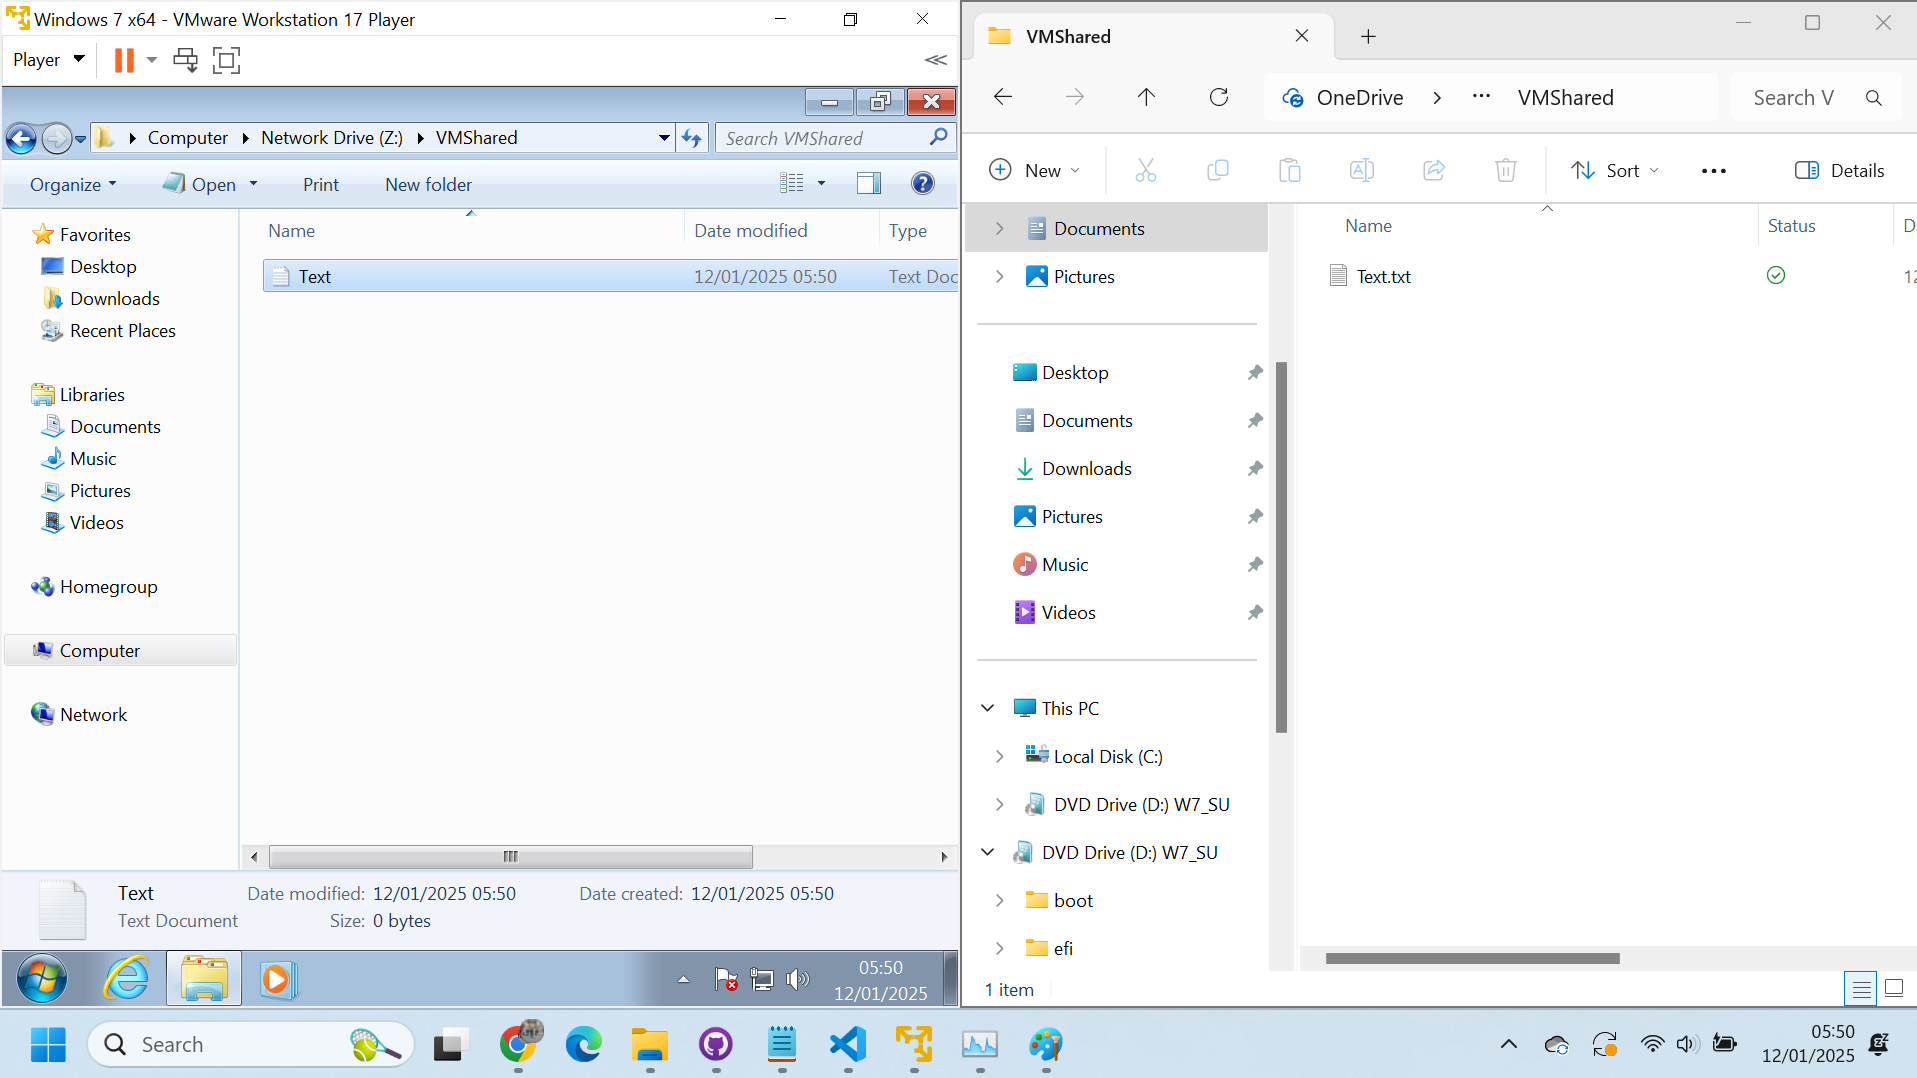 Windows 7 x64 - VMware Workstation 17 Player
Player
Computer
Network Drive (Z:)
VMShared
Search VMShared
Organize
Open
Print
New folder
Favorites
Desktop
Downloads
Recent Places
Libraries
Documents
Music
Pictures
Videos
Homegroup
Computer
Network
Name
Date modified
Type
Text
12/01/2025 05:50
Text Doc
Text
Date modified: 12/01/2025 05:50
Date created: 12/01/2025 05:50
Text Document
Size: 0 bytes
05:50
12/01/2025
VMShared
OneDrive
VMShared
Search V
New
Sort
Details
Documents
Pictures
Desktop
Documents
Downloads
Pictures
Music
Videos
This PC
Local Disk (C:)
DVD Drive (D:) W7_SU
DVD Drive (D:) W7_SU
boot
efi
Name
Status
D
Text.txt
12
1 item
Search
05:50
12/01/2025